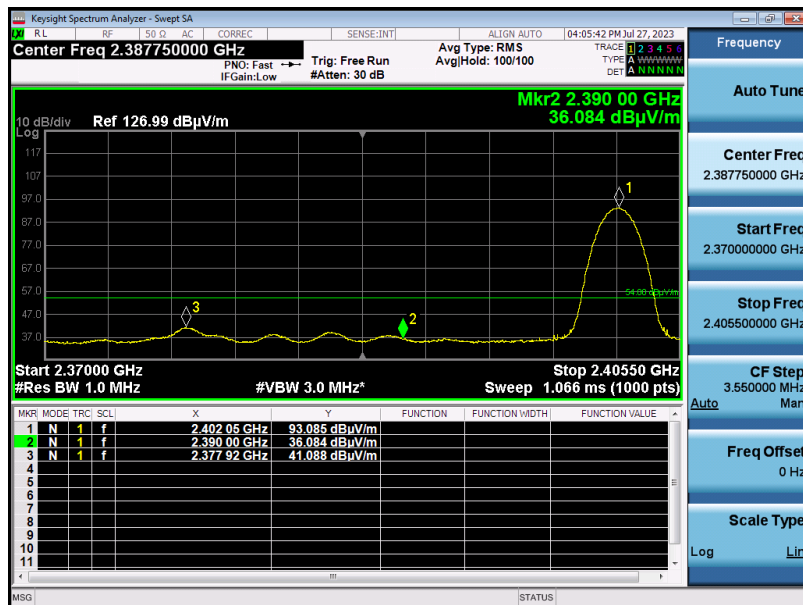 Keysight Spectrum Analyzer - Swept SA
LXI RL RF 50 Ω AC CORREC SENSE:INT ALIGN AUTO 04:05:42 PM Jul 27, 2023
Center Freq 2.387750000 GHz
PNO: Fast
IFGain:Low
Trig: Free Run
#Atten: 30 dB
Avg Type: RMS
Avg|Hold: 100/100
TRACE 1 2 3 4 5 6
TYPE A WWWWW
DET A N N N N N
Mkr2 2.390 00 GHz
36.084 dBµV/m
10 dB/div Ref 126.99 dBµV/m
Log
117
107
97.0
87.0
77.0
67.0
57.0
47.0
37.0
1
2
3
54.00 dBµV/m
Start 2.37000 GHz Stop 2.40550 GHz
#Res BW 1.0 MHz #VBW 3.0 MHz* Sweep 1.066 ms (1000 pts)
MKR MODE TRC SCL X Y FUNCTION FUNCTION WIDTH FUNCTION VALUE
1 N 1 f 2.402 05 GHz 93.085 dBµV/m
2 N 1 f 2.390 00 GHz 36.084 dBµV/m
3 N 1 f 2.377 92 GHz 41.088 dBµV/m
4
5
6
7
8
9
10
11
MSG STATUS
Frequency
Auto Tune
Center Freq
2.387750000 GHz
Start Freq
2.370000000 GHz
Stop Freq
2.405500000 GHz
CF Step
3.550000 MHz
Auto Man
Freq Offset
0 Hz
Scale Type
Log Lin